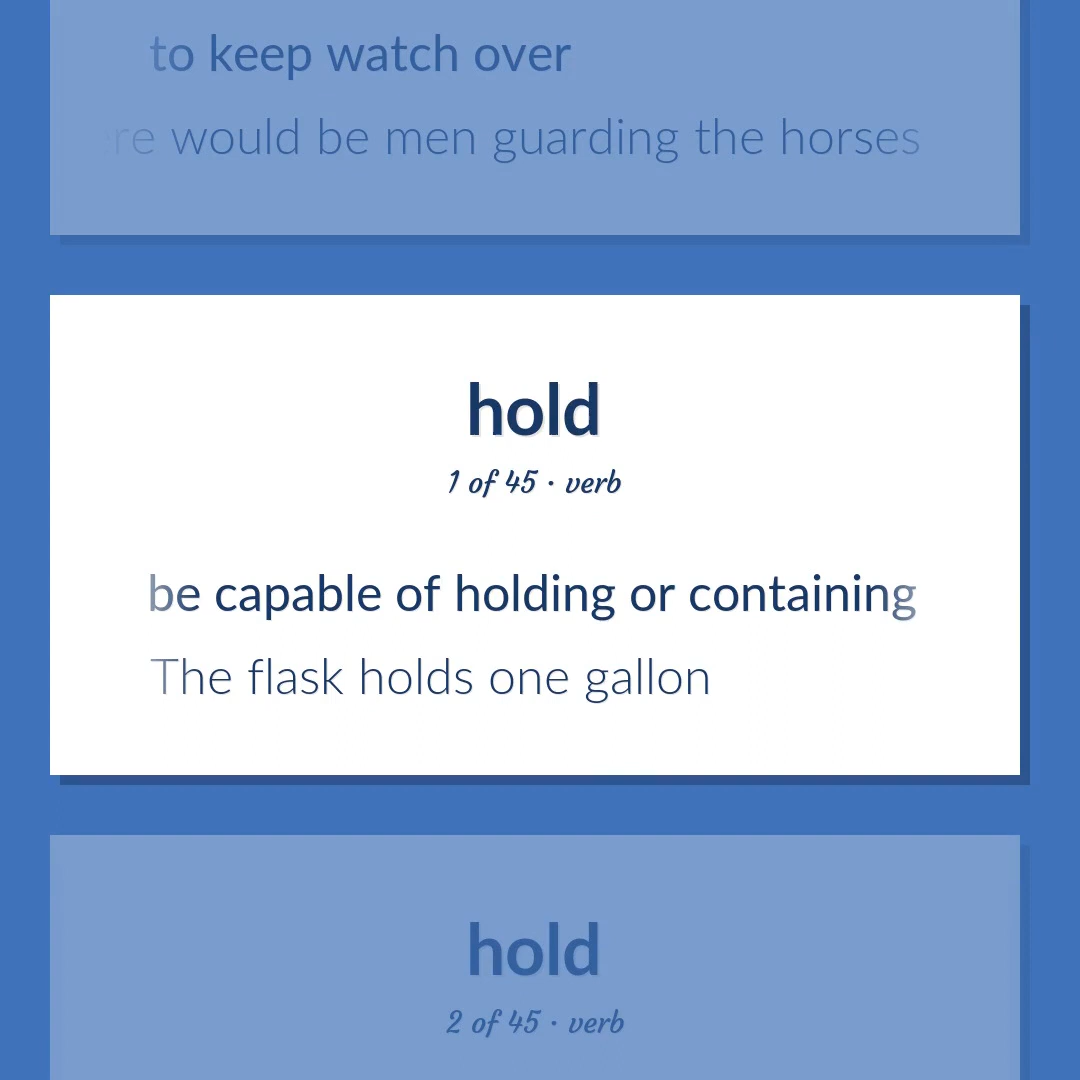 to keep watch over
re would be men guarding the horses
hold
1 of 45 · verb
be capable of holding or containing
The flask holds one gallon
hold
2 of 45 · verb